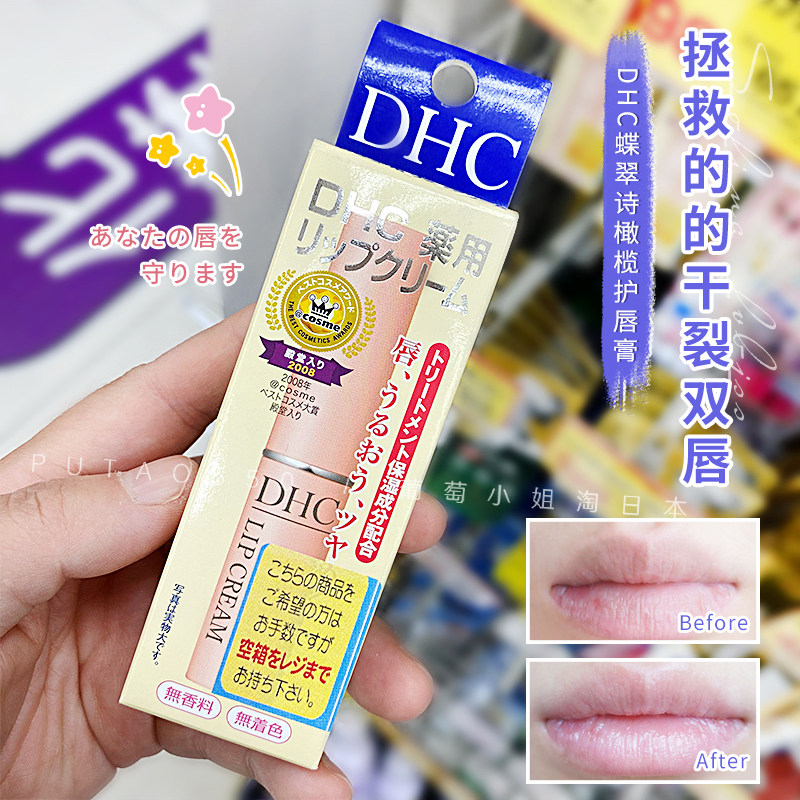 DHC
DHC 薬用
リップクリーム
ベストコスメアワード
@cosme
THE BEST COSMETICS AWARDS
殿堂入り
2008
2008年
@cosme
ベストコスメ大賞
殿堂入り
トリートメント保湿成分配合
唇、うるおう、ツヤ
DHC
LIP CREAM
写真は実物大です。
こちらの商品を
ご希望の方は
お手数ですが
空箱をレジまで
お持ち下さい。
無香料
無着色
あなたの唇を
守ります
拯救的的干裂双唇
DHC蝶翠诗橄榄护唇膏
葡萄小姐淘日本
Before
After